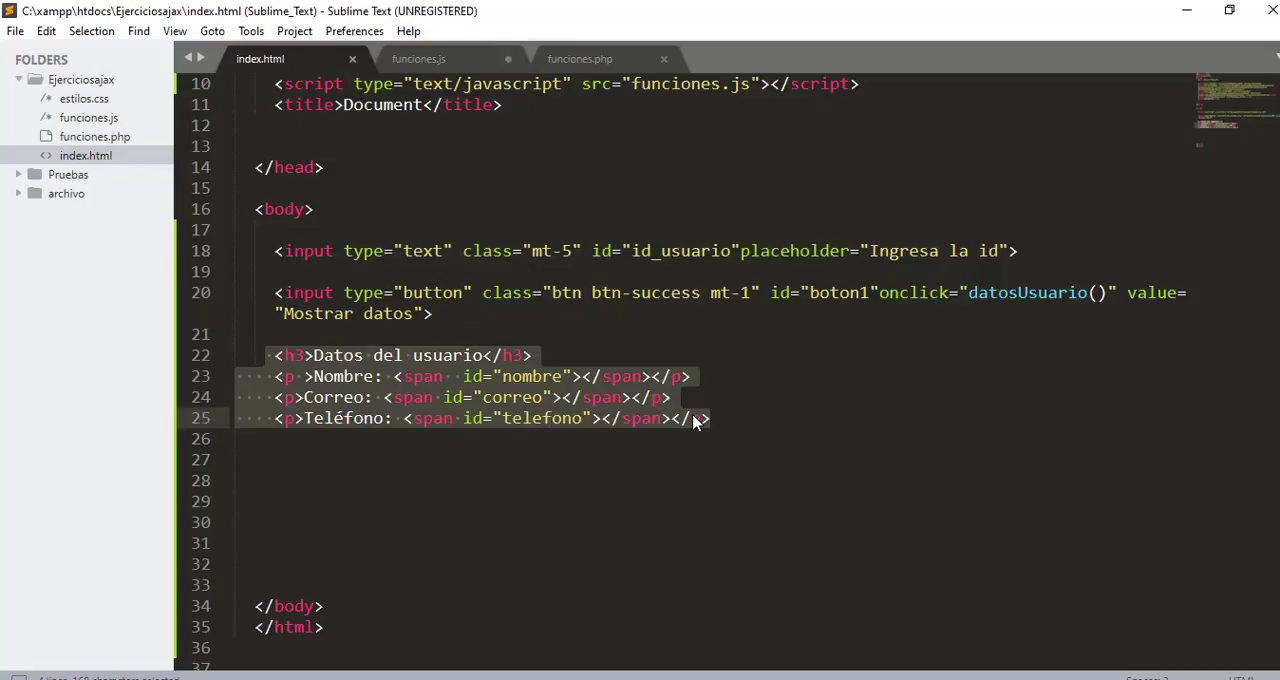 C:\xampp\htdocs\Ejerciciosajax\index.html (Sublime_Text) - Sublime Text (UNREGISTERED)
File Edit Selection Find View Goto Tools Project Preferences Help
FOLDERS
Ejerciciosajax
/* estilos.css
/* funciones.js
funciones.php
<> index.html
Pruebas
archivo
index.html funciones.js funciones.php
10 <script type="text/javascript" src="funciones.js"></script>
11 <title>Document</title>
12
13
14 </head>
15
16 <body>
17
18 <input type="text" class="mt-5" id="id_usuario"placeholder="Ingresa la id">
19
20 <input type="button" class="btn btn-success mt-1" id="boton1"onclick="datosUsuario()" value=
"Mostrar datos">
21
22 <h3>Datos del usuario</h3>
23 <p >Nombre: <span  id="nombre"></span></p>
24 <p>Correo: <span id="correo"></span></p>
25 <p>Teléfono: <span id="telefono"></span></p>
26
27
28
29
30
31
32
33
34 </body>
35 </html>
36
37